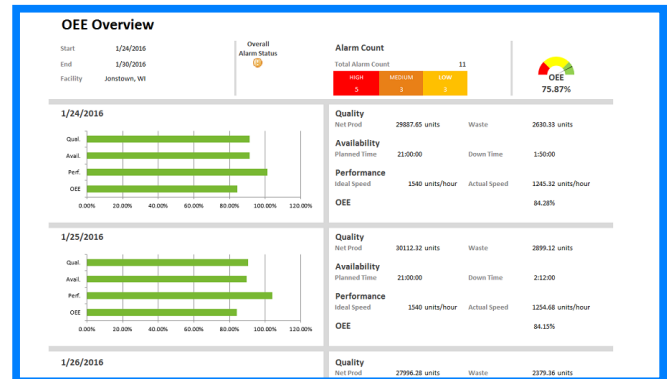 OEE Overview
Start 1/24/2016
End 1/30/2016
Facility Jonstown, WI
Overall
Alarm Status
Alarm Count
Total Alarm Count 11
HIGH MEDIUM LOW
5 3 3
OEE
75.87%
1/24/2016
Qual.
Avail.
Perf.
OEE
0.00% 20.00% 40.00% 60.00% 80.00% 100.00% 120.00%
Quality
Net Prod 29887.65 units Waste 2630.33 units
Availability
Planned Time 21:00:00 Down Time 1:50:00
Performance
Ideal Speed 1540 units/hour Actual Speed 1245.32 units/hour
OEE 84.28%
1/25/2016
Qual.
Avail.
Perf.
OEE
0.00% 20.00% 40.00% 60.00% 80.00% 100.00% 120.00%
Quality
Net Prod 30112.32 units Waste 2899.12 units
Availability
Planned Time 21:00:00 Down Time 2:12:00
Performance
Ideal Speed 1540 units/hour Actual Speed 1254.68 units/hour
OEE 84.15%
1/26/2016
Quality
Net Prod 27996.28 units Waste 2379.36 units